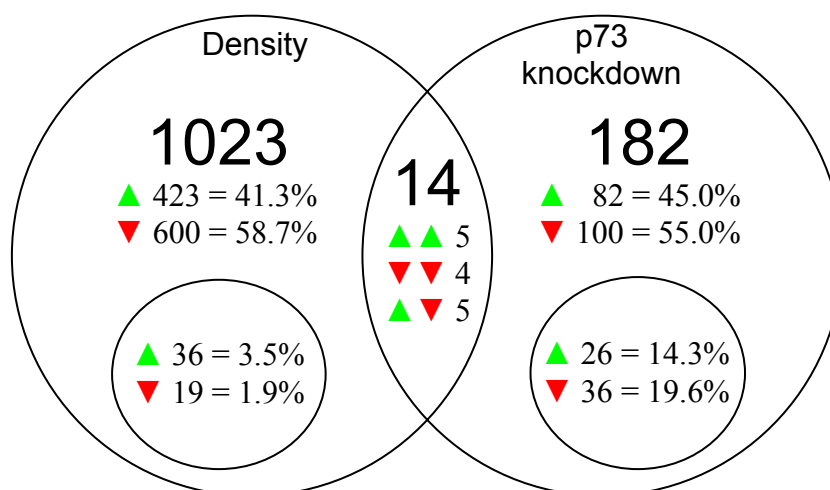 Density
p73
knockdown
1023
▲ 423 = 41.3%
▼ 600 = 58.7%
14
▲ ▲ 5
▼ ▼ 4
▲ ▼ 5
182
▲ 82 = 45.0%
▼ 100 = 55.0%
▲ 36 = 3.5%
▼ 19 = 1.9%
▲ 26 = 14.3%
▼ 36 = 19.6%